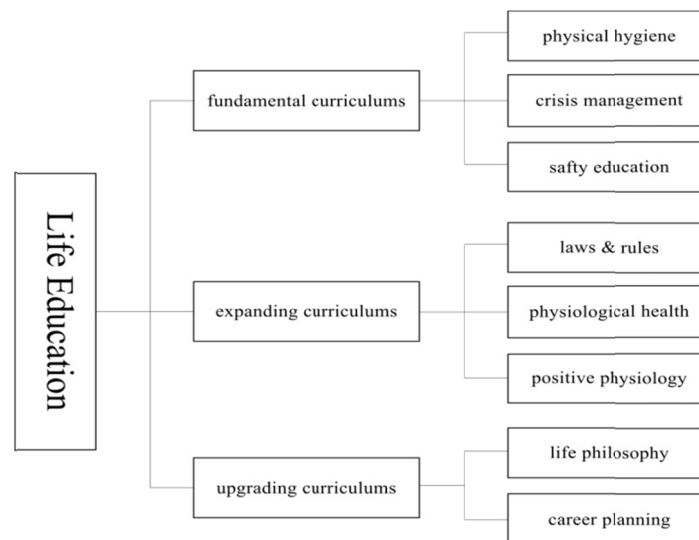 Life Education
fundamental curriculums
physical hygiene
crisis management
safty education
expanding curriculums
laws & rules
physiological health
positive physiology
upgrading curriculums
life philosophy
career planning